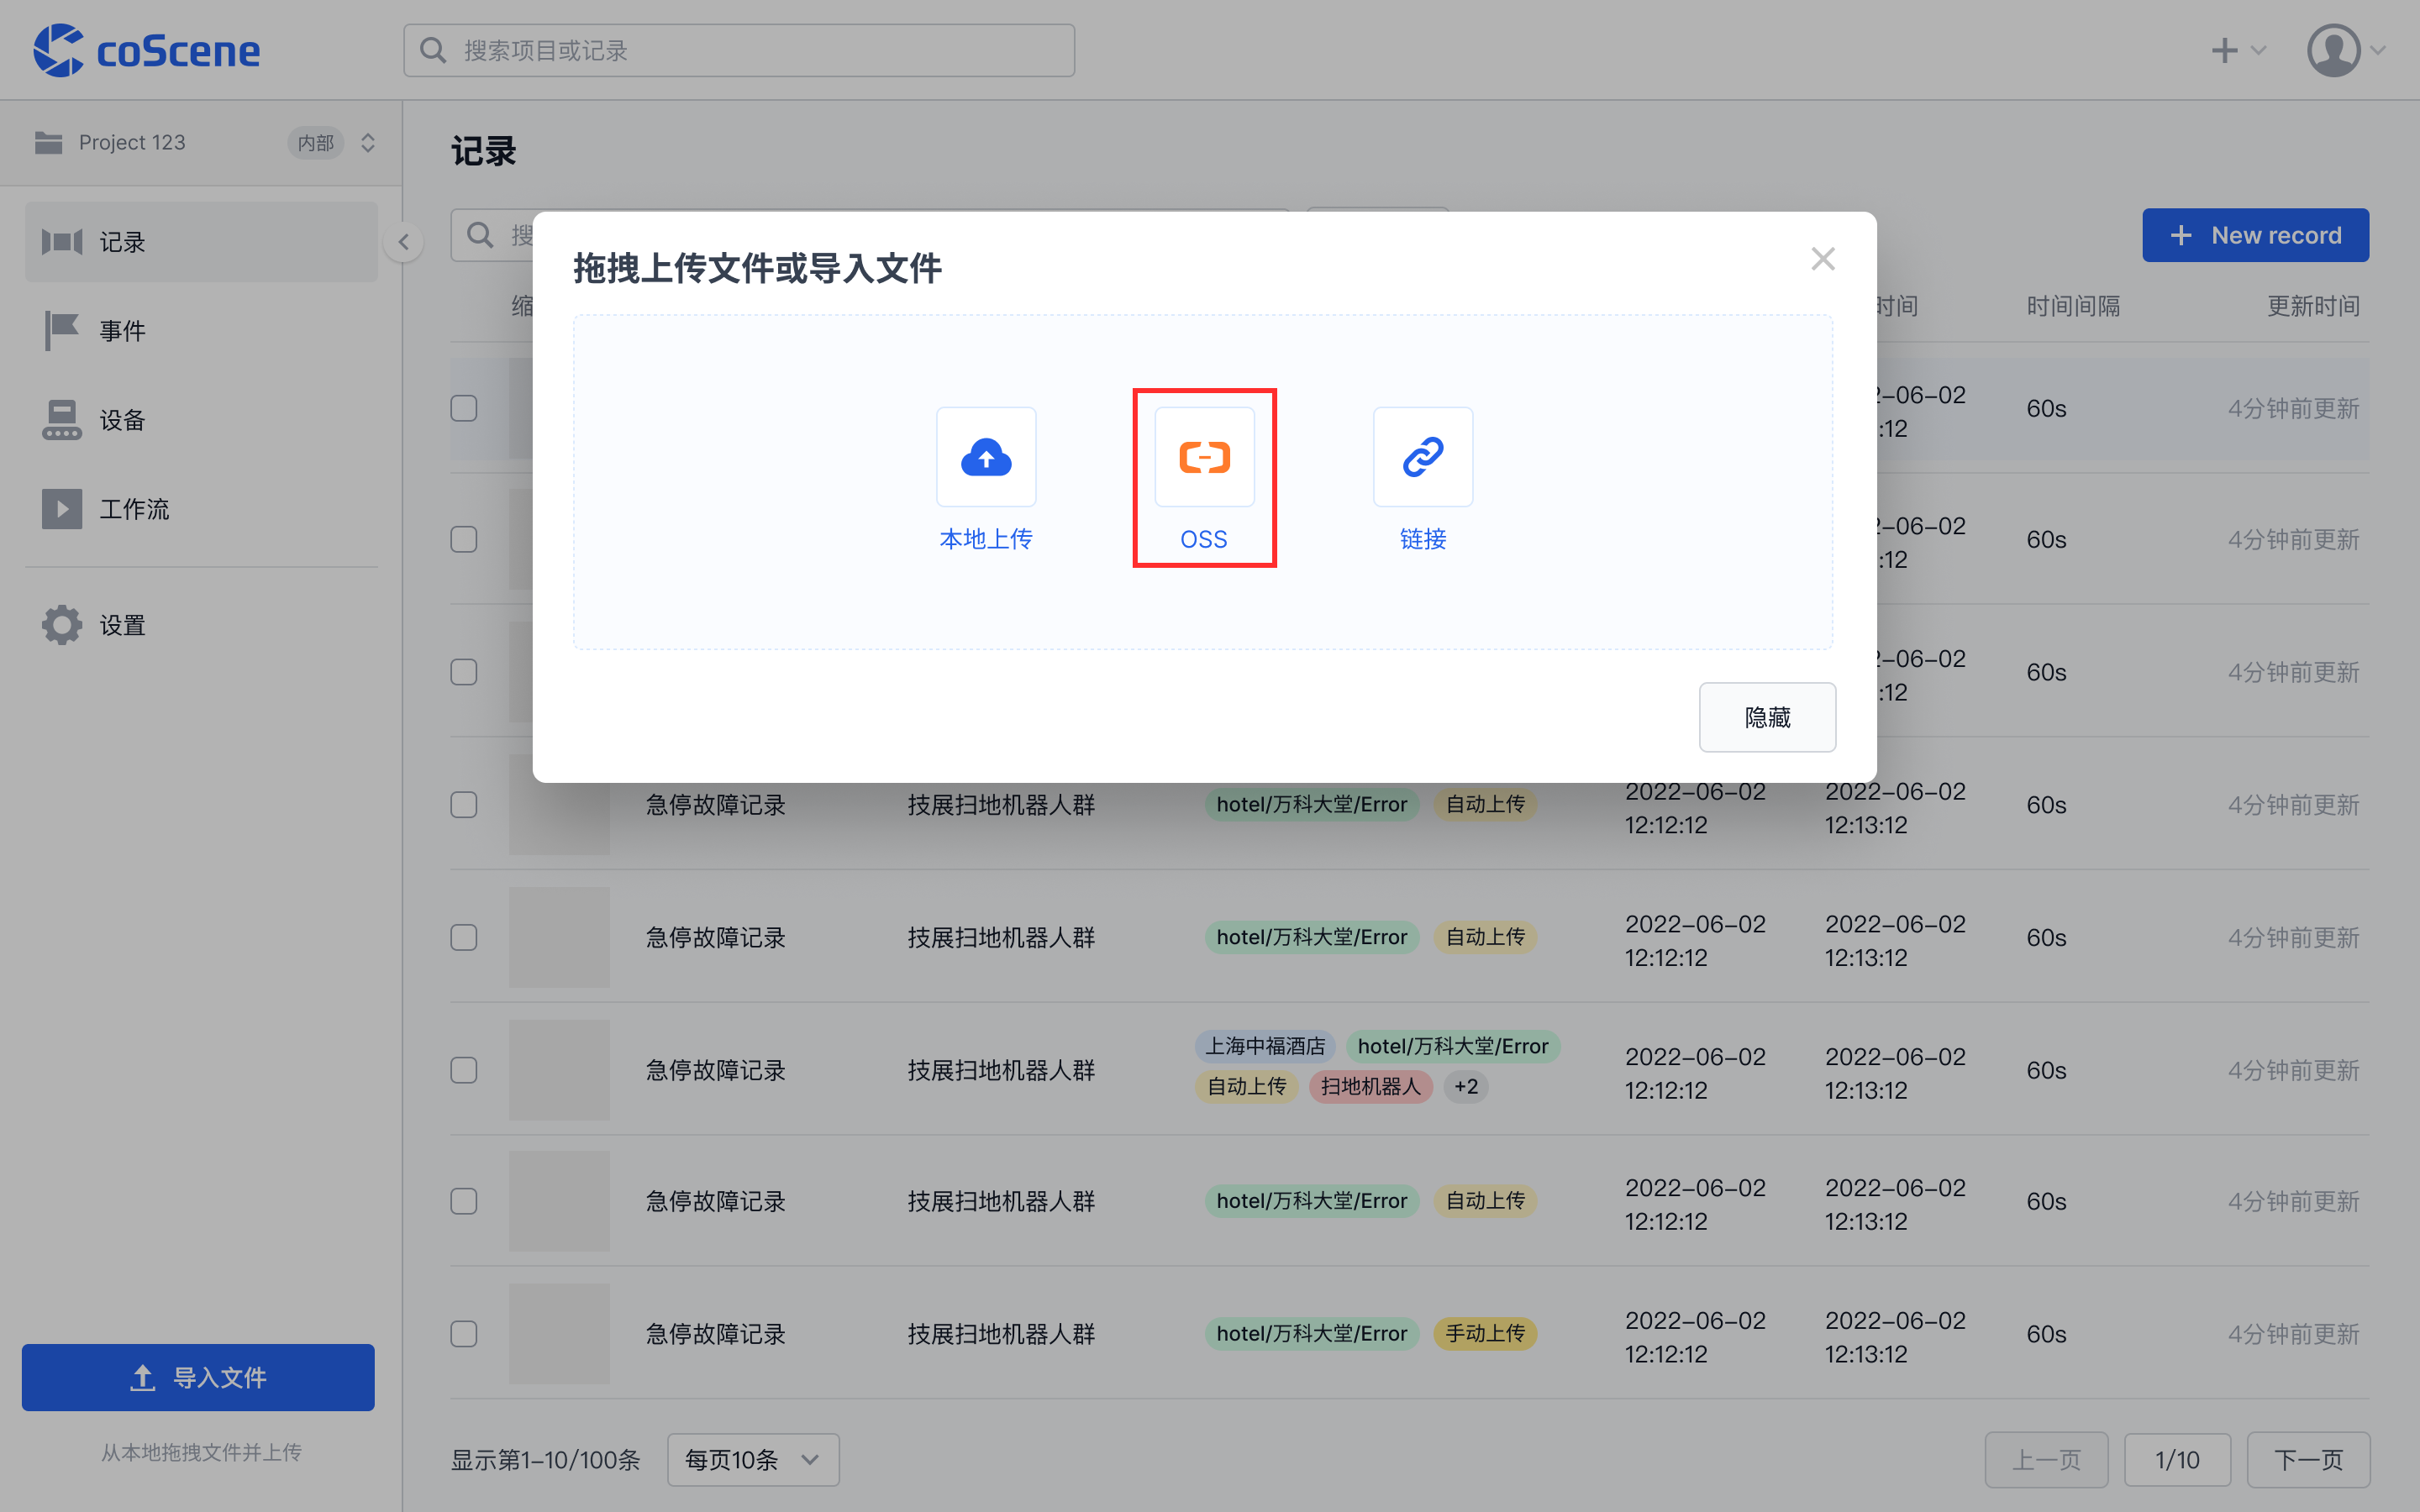 coScene
搜索项目或记录
Project 123
内部
记录
事件
设备
工作流
设置
导入文件
从本地拖拽文件并上传
记录
搜
New record
缩
时间
时间间隔
更新时间
拖拽上传文件或导入文件
本地上传
OSS
链接
隐藏
-06-02
:12
60s
4分钟前更新
-06-02
:12
60s
4分钟前更新
-06-02
:12
60s
4分钟前更新
急停故障记录
技展扫地机器人群
hotel/万科大堂/Error
自动上传
2022-06-02
12:12:12
2022-06-02
12:13:12
60s
4分钟前更新
急停故障记录
技展扫地机器人群
hotel/万科大堂/Error
自动上传
2022-06-02
12:12:12
2022-06-02
12:13:12
60s
4分钟前更新
急停故障记录
技展扫地机器人群
上海中福酒店
hotel/万科大堂/Error
自动上传
扫地机器人
+2
2022-06-02
12:12:12
2022-06-02
12:13:12
60s
4分钟前更新
急停故障记录
技展扫地机器人群
hotel/万科大堂/Error
自动上传
2022-06-02
12:12:12
2022-06-02
12:13:12
60s
4分钟前更新
急停故障记录
技展扫地机器人群
hotel/万科大堂/Error
手动上传
2022-06-02
12:12:12
2022-06-02
12:13:12
60s
4分钟前更新
显示第1-10/100条
每页10条
上一页
1/10
下一页